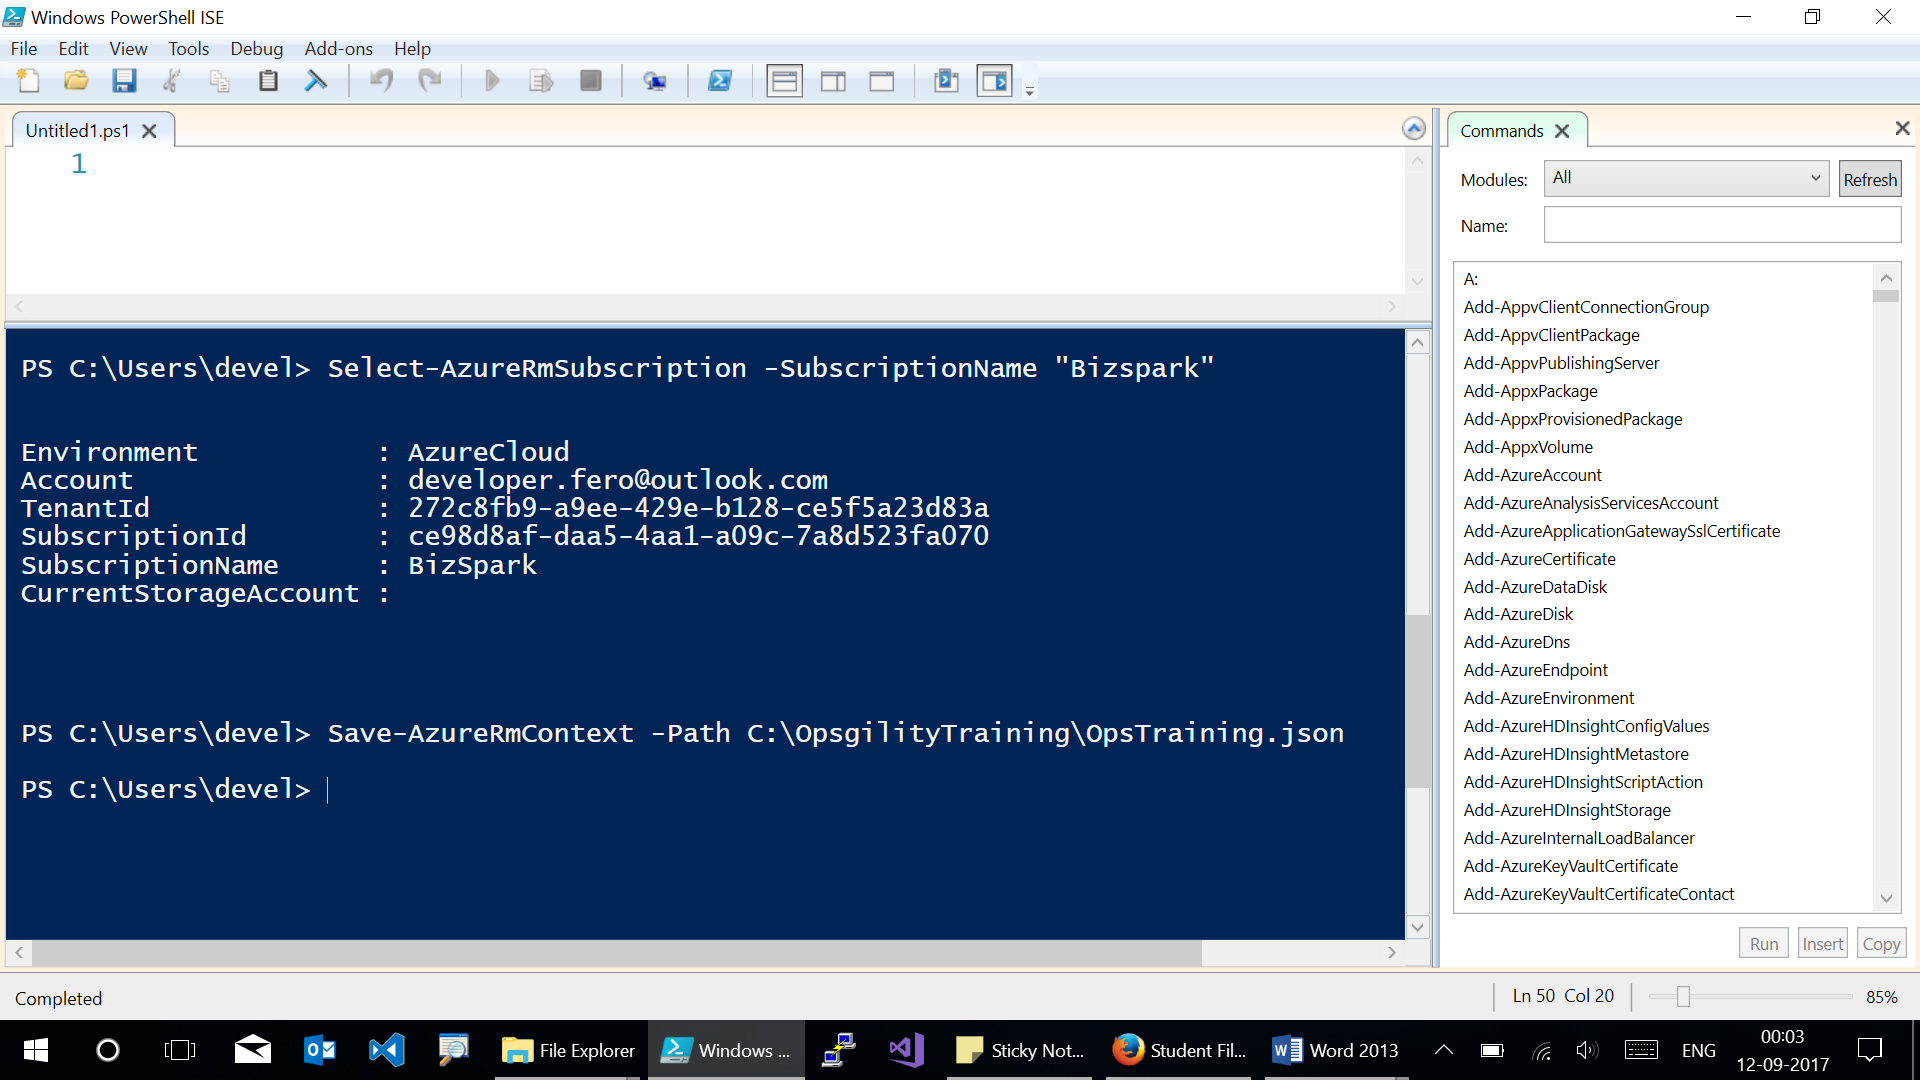 Windows PowerShell ISE
File Edit View Tools Debug Add-ons Help
Untitled1.ps1
1
PS C:\Users\devel> Select-AzureRmSubscription -SubscriptionName "Bizspark"
Environment : AzureCloud
Account : developer.fero@outlook.com
TenantId : 272c8fb9-a9ee-429e-b128-ce5f5a23d83a
SubscriptionId : ce98d8af-daa5-4aa1-a09c-7a8d523fa070
SubscriptionName : BizSpark
CurrentStorageAccount :
PS C:\Users\devel> Save-AzureRmContext -Path C:\OpsgilityTraining\OpsTraining.json
PS C:\Users\devel>
Commands
Modules: All Refresh
Name:
A:
Add-AppvClientConnectionGroup
Add-AppvClientPackage
Add-AppvPublishingServer
Add-AppxPackage
Add-AppxProvisionedPackage
Add-AppxVolume
Add-AzureAccount
Add-AzureAnalysisServicesAccount
Add-AzureApplicationGatewaySslCertificate
Add-AzureCertificate
Add-AzureDataDisk
Add-AzureDisk
Add-AzureDns
Add-AzureEndpoint
Add-AzureEnvironment
Add-AzureHDInsightConfigValues
Add-AzureHDInsightMetastore
Add-AzureHDInsightScriptAction
Add-AzureHDInsightStorage
Add-AzureInternalLoadBalancer
Add-AzureKeyVaultCertificate
Add-AzureKeyVaultCertificateContact
Run Insert Copy
Completed
Ln 50 Col 20
85%
File Explorer
Windows ...
Sticky Not...
Student Fil...
Word 2013
ENG
00:03
12-09-2017